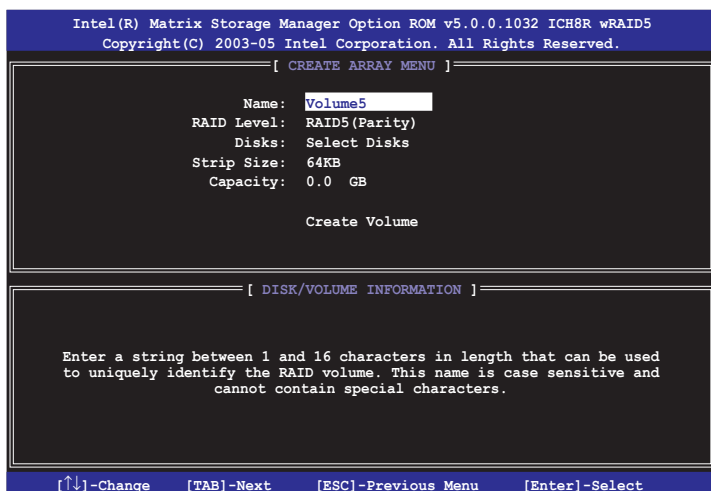 Intel(R) Matrix Storage Manager Option ROM v5.0.0.1032 ICH8R wRAID5
Copyright(C) 2003-05 Intel Corporation. All Rights Reserved.
[ CREATE ARRAY MENU ]
Name: Volume5
RAID Level: RAID5(Parity)
Disks: Select Disks
Strip Size: 64KB
Capacity: 0.0 GB
Create Volume
[ DISK/VOLUME INFORMATION ]
Enter a string between 1 and 16 characters in length that can be used
to uniquely identify the RAID volume. This name is case sensitive and
cannot contain special characters.
[↑↓]-Change [TAB]-Next [ESC]-Previous Menu [Enter]-Select